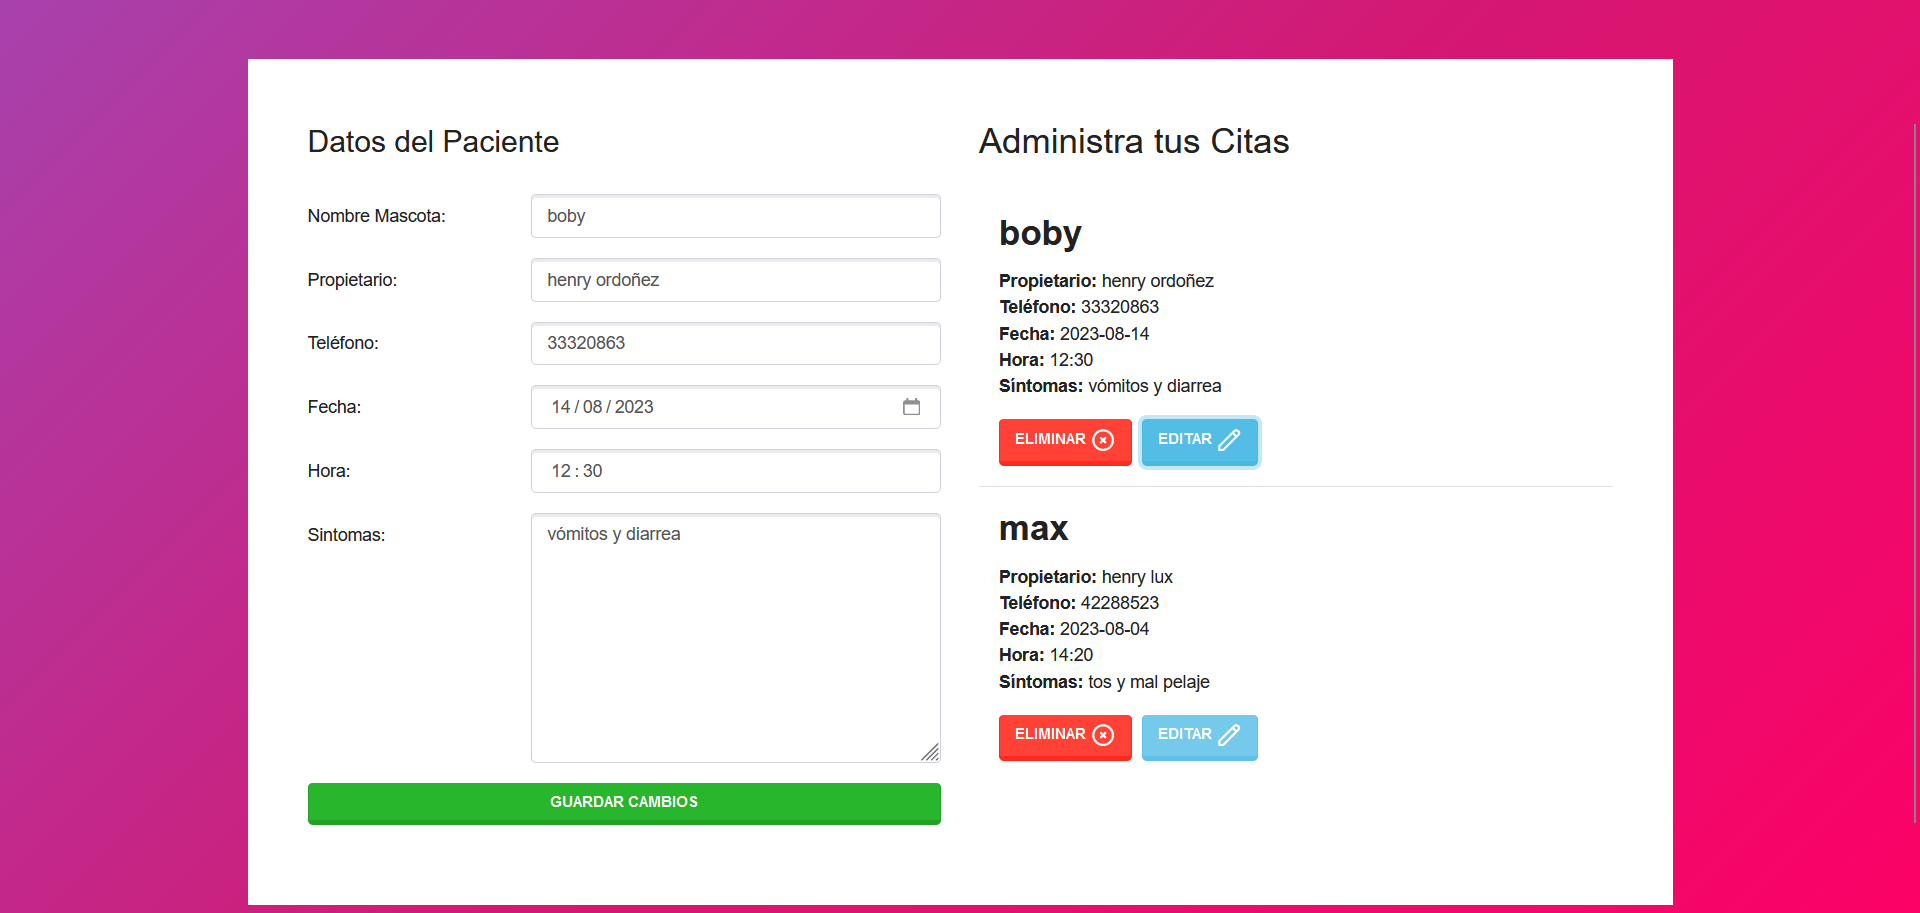 Datos del Paciente
Nombre Mascota:
boby
Propietario:
henry ordoñez
Teléfono:
33320863
Fecha:
14/08/2023
Hora:
12:30
Sintomas:
vómitos y diarrea
GUARDAR CAMBIOS
Administra tus Citas
boby
Propietario: henry ordoñez
Teléfono: 33320863
Fecha: 2023-08-14
Hora: 12:30
Síntomas: vómitos y diarrea
ELIMINAR EDITAR
max
Propietario: henry lux
Teléfono: 42288523
Fecha: 2023-08-04
Hora: 14:20
Síntomas: tos y mal pelaje
ELIMINAR EDITAR